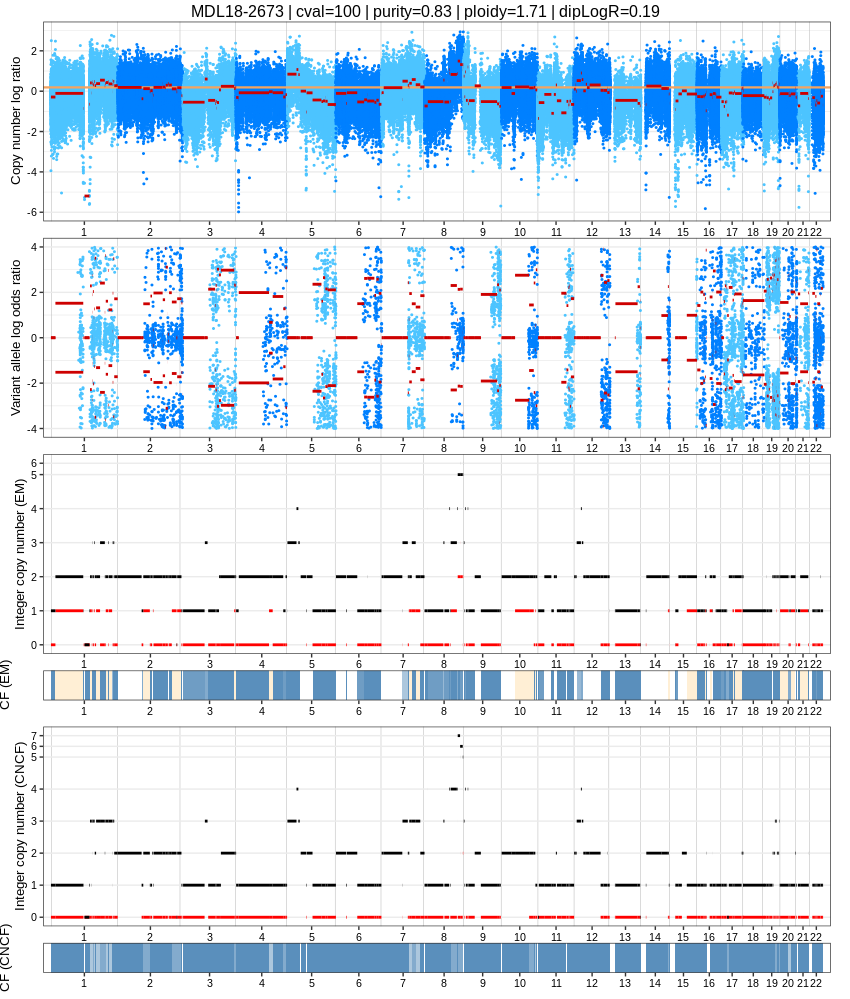 MDL18-2673 | cval=100 | purity=0.83 | ploidy=1.71 | dipLogR=0.19
Copy number log ratio
2
0
-2
-4
-6
1 2 3 4 5 6 7 8 9 10 11 12 13 14 15 16 17 18 19 20 21 22
Variant allele log odds ratio
4
2
0
-2
-4
1 2 3 4 5 6 7 8 9 10 11 12 13 14 15 16 17 18 19 20 21 22
Integer copy number (EM)
6
5
4
3
2
1
0
1 2 3 4 5 6 7 8 9 10 11 12 13 14 15 16 17 18 19 20 21 22
CF (EM)
1 2 3 4 5 6 7 8 9 10 11 12 13 14 15 16 17 18 19 20 21 22
Integer copy number (CNCF)
7
6
5
4
3
2
1
0
1 2 3 4 5 6 7 8 9 10 11 12 13 14 15 16 17 18 19 20 21 22
CF (CNCF)
1 2 3 4 5 6 7 8 9 10 11 12 13 14 15 16 17 18 19 20 21 22